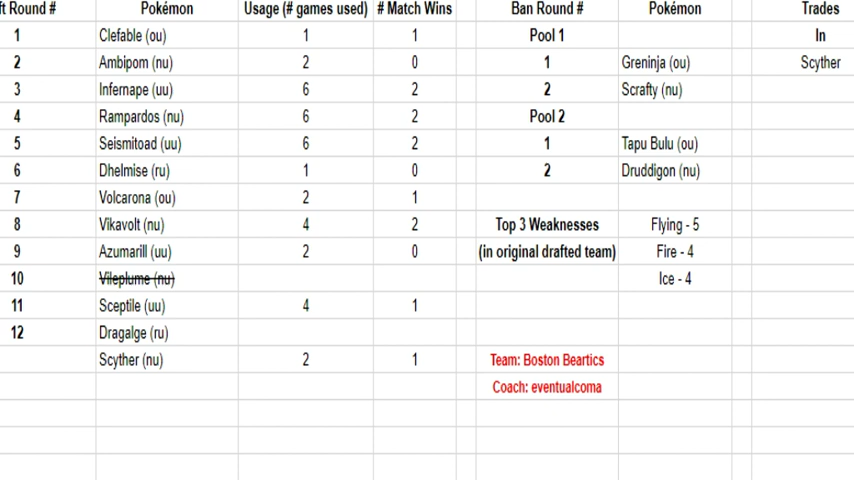 ft Round # Pokémon Usage (# games used) # Match Wins Ban Round # Pokémon Trades
1 Clefable (ou) 1 1 Pool 1 In
2 Ambipom (nu) 2 0 1 Greninja (ou) Scyther
3 Infernape (uu) 6 2 2 Scrafty (nu)
4 Rampardos (nu) 6 2 Pool 2
5 Seismitoad (uu) 6 2 1 Tapu Bulu (ou)
6 Dhelmise (ru) 1 0 2 Druddigon (nu)
7 Volcarona (ou) 2 1
8 Vikavolt (nu) 4 2 Top 3 Weaknesses Flying - 5
9 Azumarill (uu) 2 0 (in original drafted team) Fire - 4
10 Vileplume (nu) Ice - 4
11 Sceptile (uu) 4 1
12 Dragalge (ru)
Scyther (nu) 2 1 Team: Boston Beartics
Coach: eventualcoma